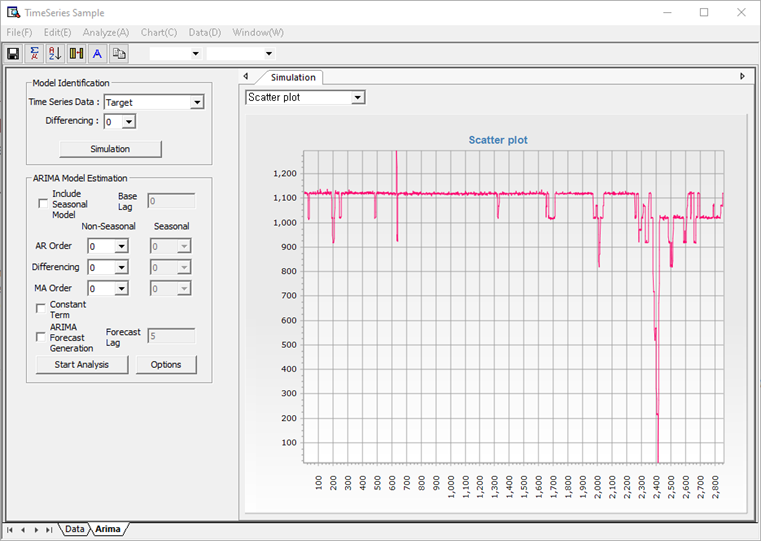 TimeSeries Sample
File(F) Edit(E) Analyze(A) Chart(C) Data(D) Window(W)
Σ μ A Z A
Model Identification
Time Series Data : Target
Differencing : 0
Simulation
ARIMA Model Estimation
Include Seasonal Model
Base Lag 0
Non-Seasonal Seasonal
AR Order 0 0
Differencing 0 0
MA Order 0 0
Constant Term
ARIMA Forecast Generation
Forecast Lag 5
Start Analysis Options
Simulation
Scatter plot
Scatter plot
1,200
1,100
1,000
900
800
700
600
500
400
300
200
100
100 200 300 400 500 600 700 800 900 1,000 1,100 1,200 1,300 1,400 1,500 1,600 1,700 1,800 1,900 2,000 2,100 2,200 2,300 2,400 2,500 2,600 2,700 2,800
Data Arima